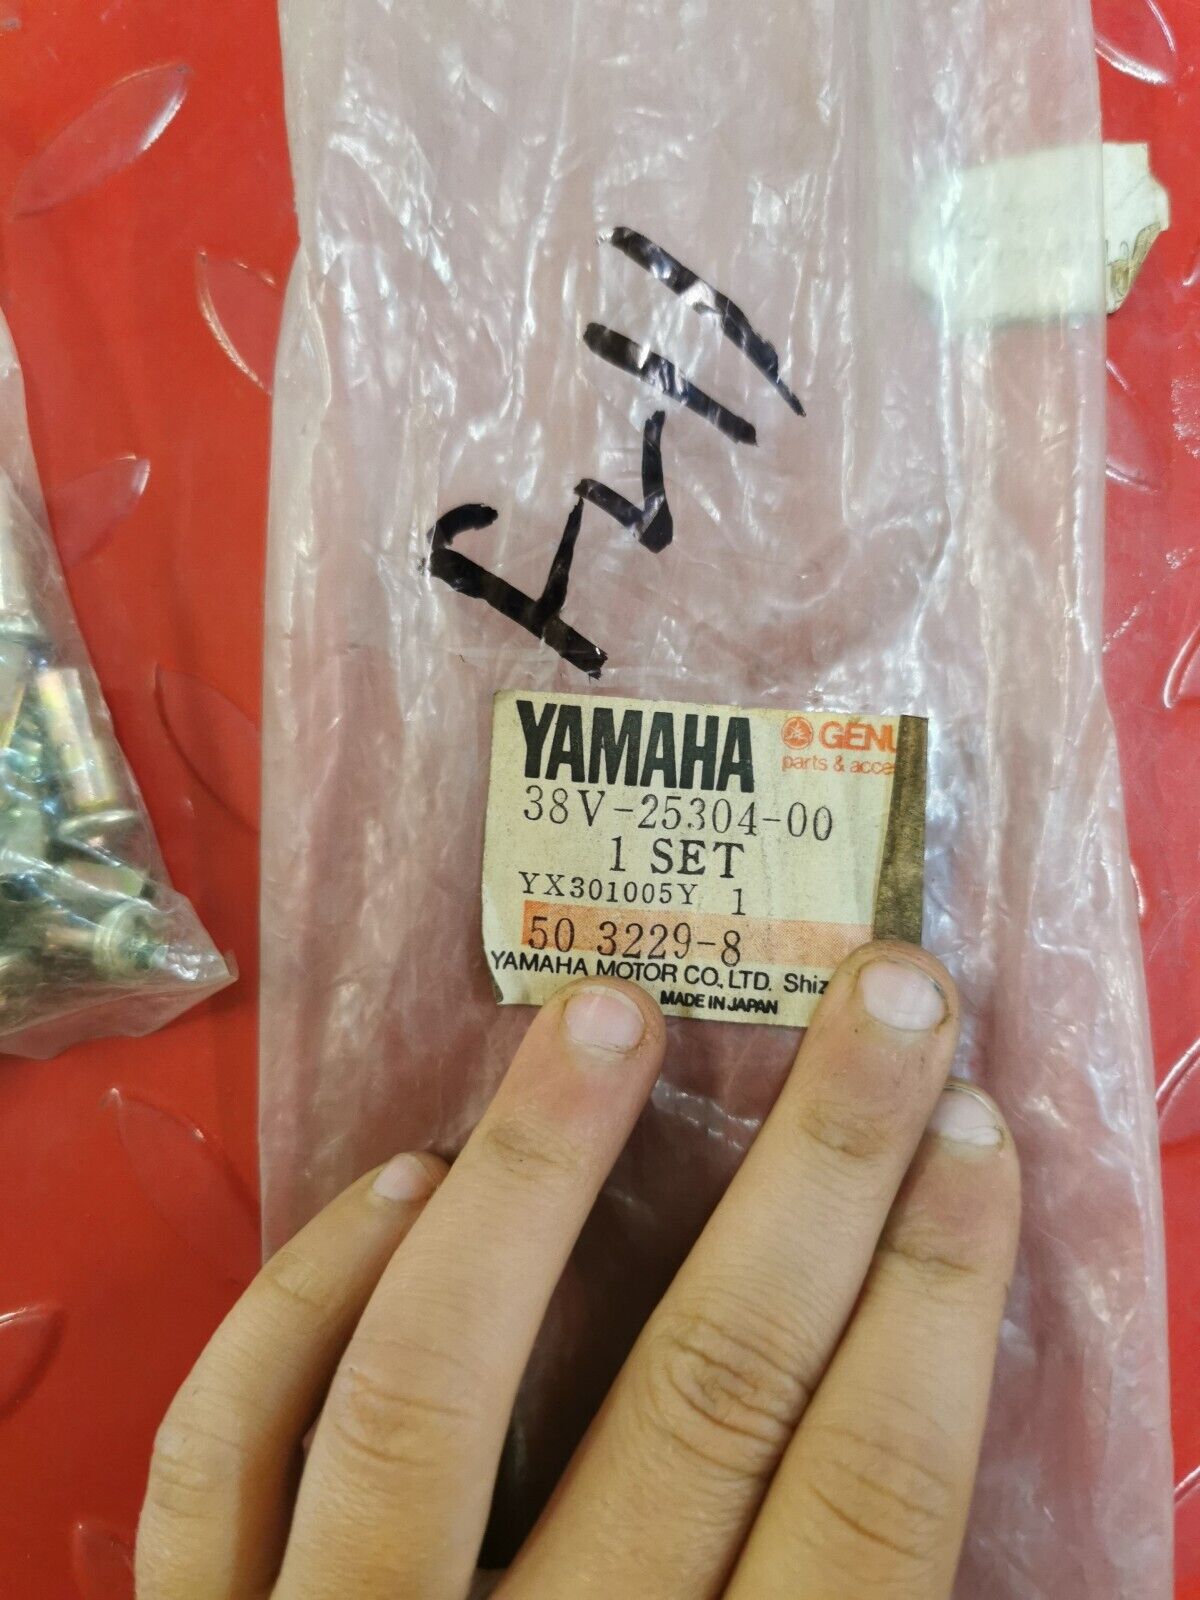 YAMAHA GENU
parts & acce
38V-25304-00
1 SET
YX301005Y 1
50 3229-8
YAMAHA MOTOR CO., LTD. Shiz
MADE IN JAPAN